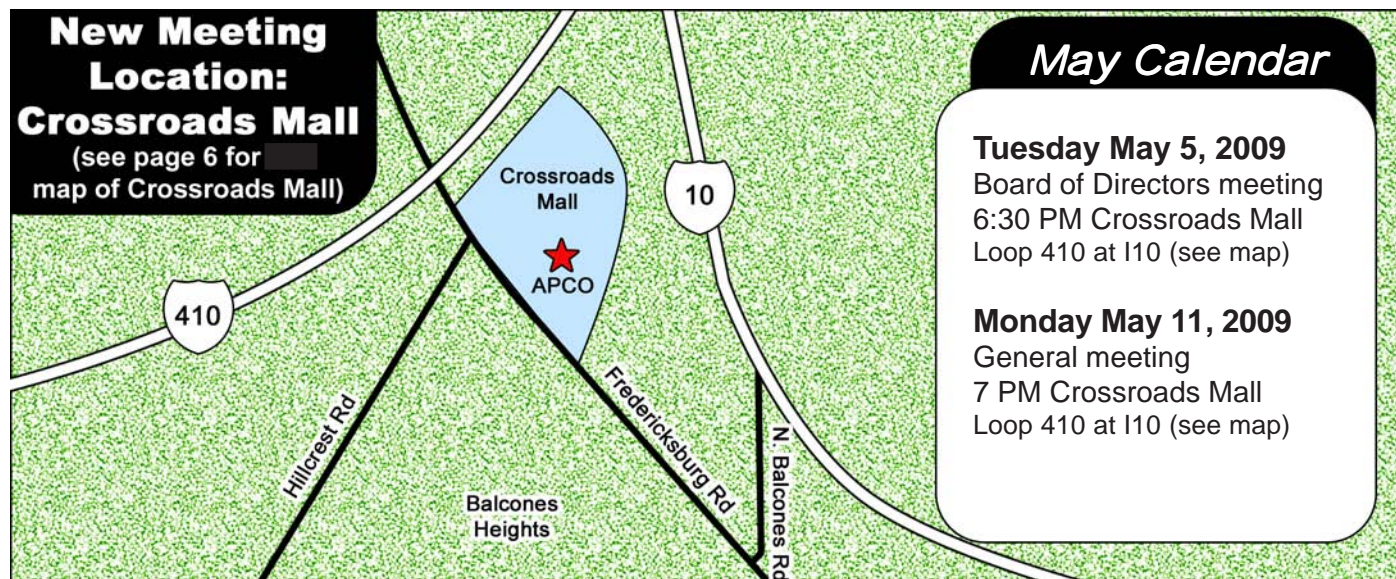 New Meeting
Location:
Crossroads Mall
(see page 6 for
map of Crossroads Mall)
Crossroads
Mall
APCO
410
10
Hillcrest Rd
Fredericksburg Rd
N. Balcones Rd
Balcones
Heights
May Calendar
Tuesday May 5, 2009
Board of Directors meeting
6:30 PM Crossroads Mall
Loop 410 at I10 (see map)
Monday May 11, 2009
General meeting
7 PM Crossroads Mall
Loop 410 at I10 (see map)